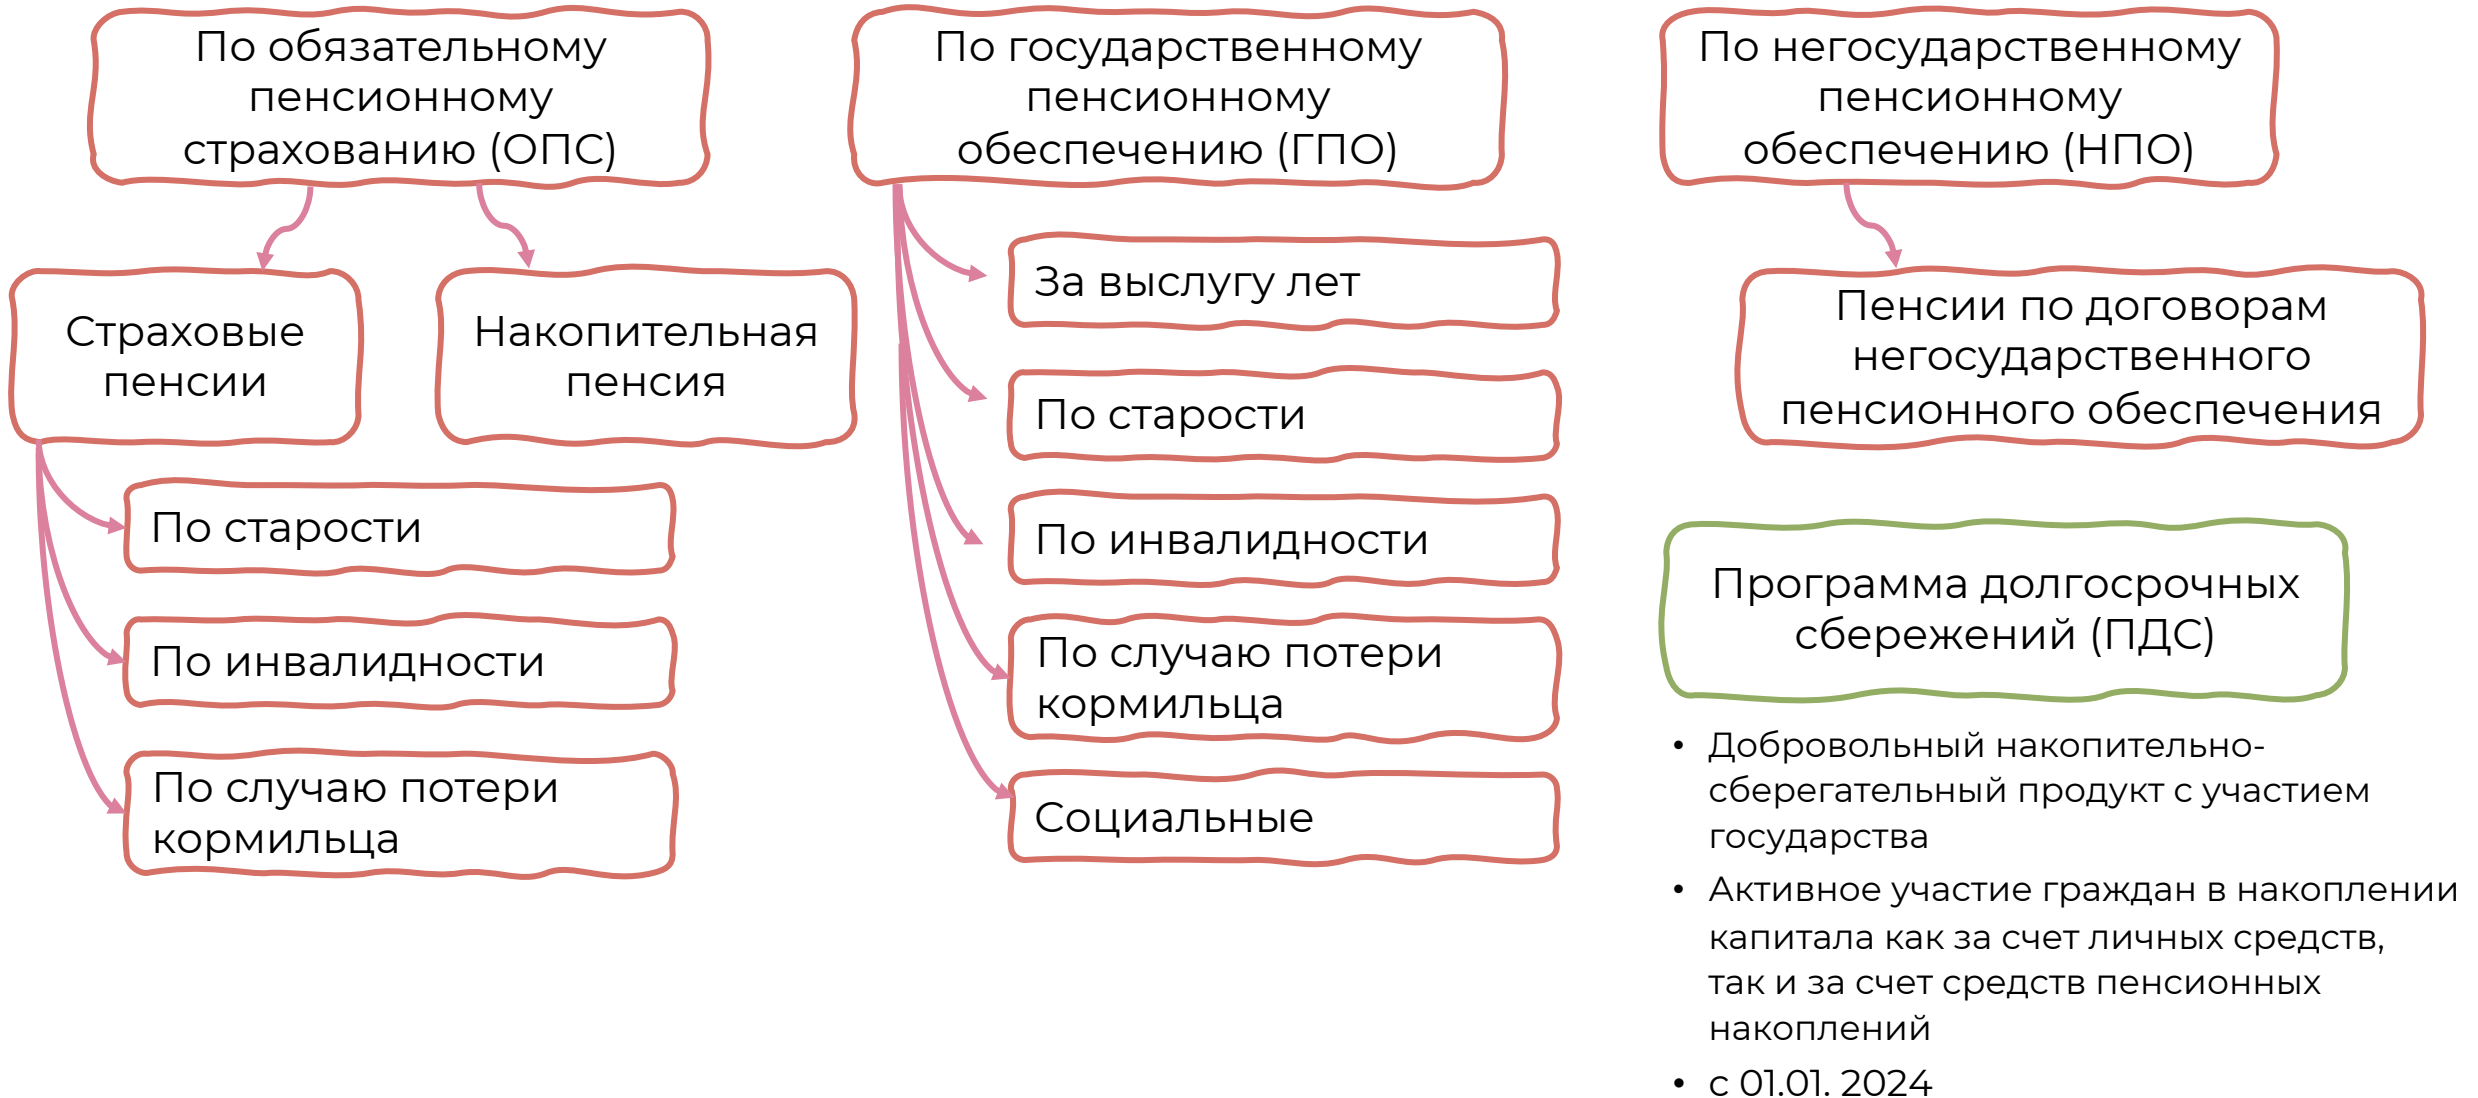 По обязательному
пенсионному
страхованию (ОПС)
Страховые
пенсии
Накопительная
пенсия
По старости
По инвалидности
По случаю потери
кормильца
По государственному
пенсионному
обеспечению (ГПО)
За выслугу лет
По старости
По инвалидности
По случаю потери
кормильца
Социальные
По негосударственному
пенсионному
обеспечению (НПО)
Пенсии по договорам
негосударственного
пенсионного обеспечения
Программа долгосрочных
сбережений (ПДС)
• Добровольный накопительно-
сберегательный продукт с участием
государства
• Активное участие граждан в накоплении
капитала как за счет личных средств,
так и за счет средств пенсионных
накоплений
• с 01.01. 2024